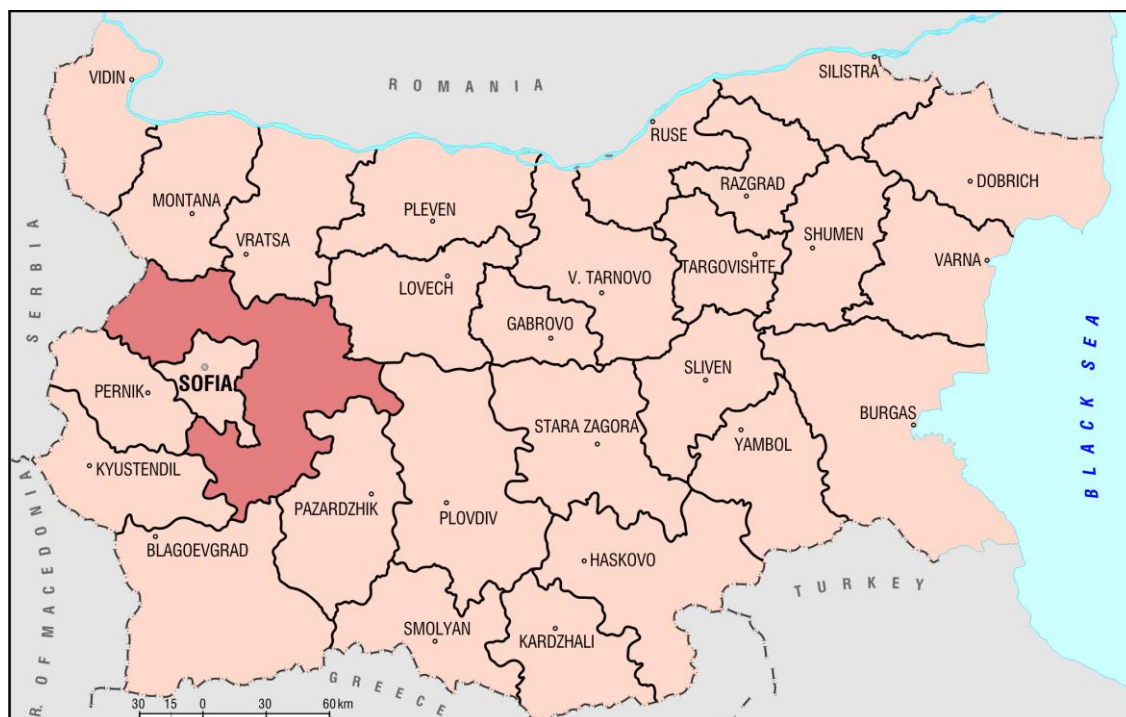 ROMANIA
SERBIA
R. OF MACEDONIA
GREECE
TURKEY
BLACK SEA
VIDIN
SILISTRA
RUSE
MONTANA
PLEVEN
RAZGRAD
DOBRICH
VRATSA
SHUMEN
TARGOVISHTE
VARNA
LOVECH
V. TARNOVO
GABROVO
SOFIA
PERNIK
SLIVEN
BURGAS
STARA ZAGORA
YAMBOL
KYUSTENDIL
PAZARDZHIK
PLOVDIV
BLAGOEVGRAD
HASKOVO
SMOLYAN
KARDZHALI
30 15 0 30 60 km